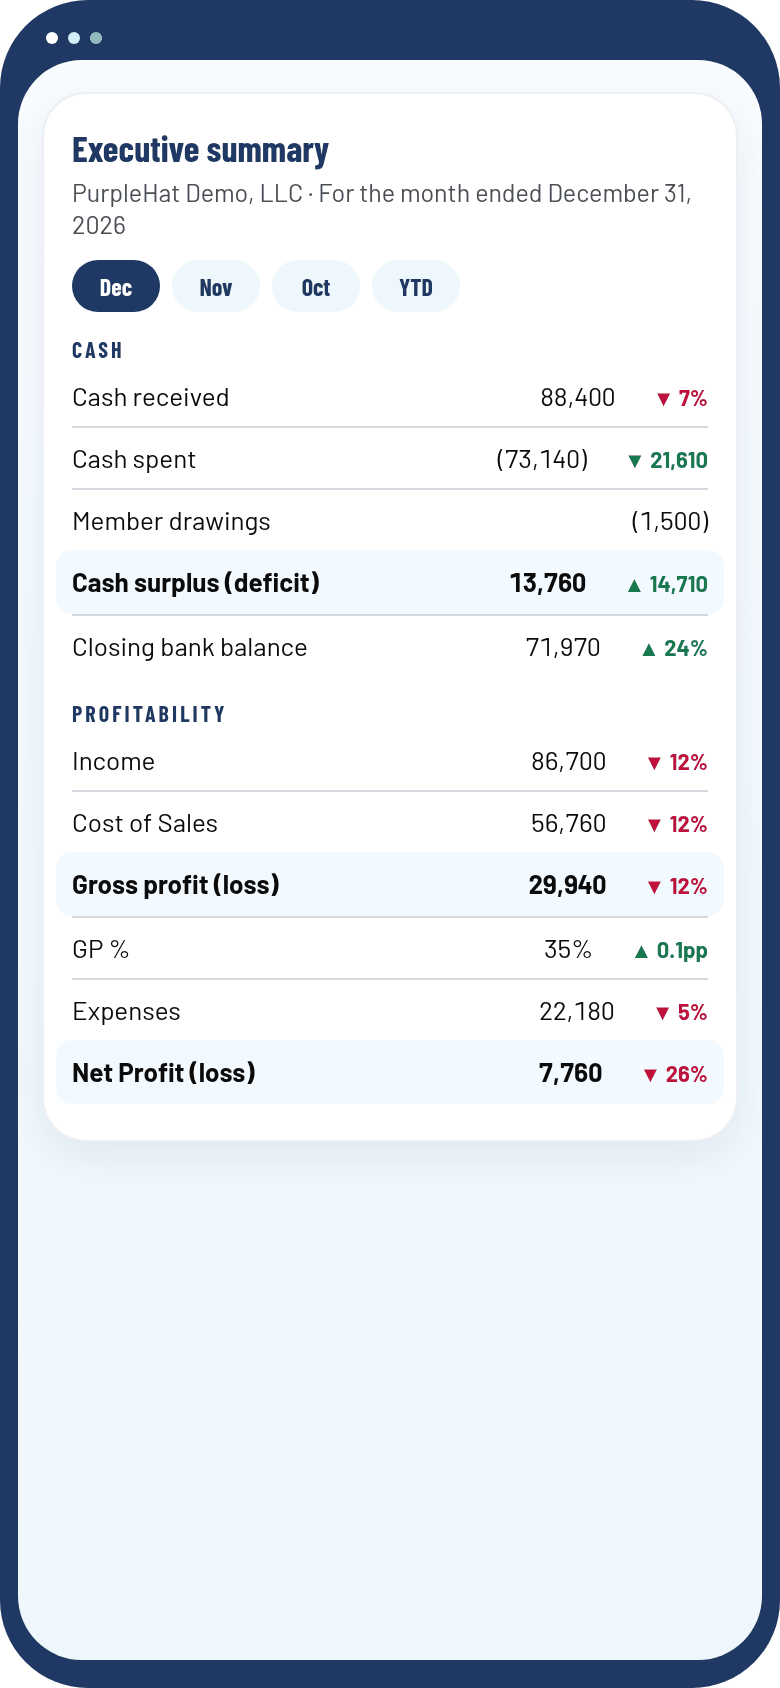 Executive summary
PurpleHat Demo, LLC · For the month ended December 31,
2026
Dec Nov Oct YTD
CASH
Cash received 88,400 ▼ 7%
Cash spent (73,140) ▼ 21,610
Member drawings (1,500)
Cash surplus (deficit) 13,760 ▲ 14,710
Closing bank balance 71,970 ▲ 24%
PROFITABILITY
Income 86,700 ▼ 12%
Cost of Sales 56,760 ▼ 12%
Gross profit (loss) 29,940 ▼ 12%
GP % 35% ▲ 0.1pp
Expenses 22,180 ▼ 5%
Net Profit (loss) 7,760 ▼ 26%